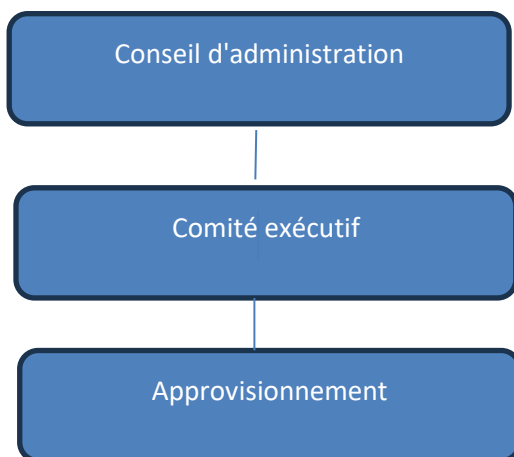 Conseil d'administration
Comité exécutif
Approvisionnement